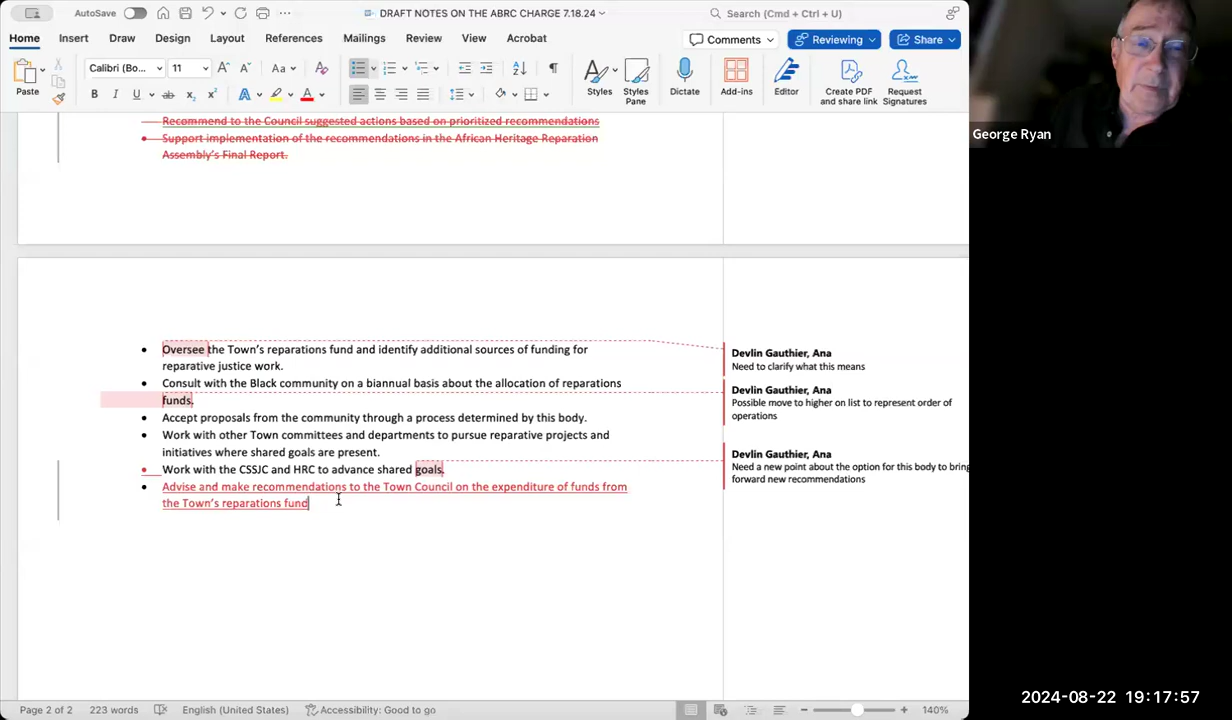 AutoSave
DRAFT NOTES ON THE ABRC CHARGE 7.18.24
Search (Cmd + Ctrl + U)
Home Insert Draw Design Layout References Mailings Review View Acrobat
Comments Reviewing Share
Calibri (Bo... 11
Paste
Styles Styles Pane Dictate Add-ins Editor Create PDF and share link Request Signatures
Recommend to the Council suggested actions based on prioritized recommendations
• Support implementation of the recommendations in the African Heritage Reparation
Assembly's Final Report.
• Oversee the Town's reparations fund and identify additional sources of funding for
reparative justice work.
• Consult with the Black community on a biannual basis about the allocation of reparations
funds.
• Accept proposals from the community through a process determined by this body.
• Work with other Town committees and departments to pursue reparative projects and
initiatives where shared goals are present.
• Work with the CSSJC and HRC to advance shared goals.
• Advise and make recommendations to the Town Council on the expenditure of funds from
the Town's reparations fund
Devlin Gauthier, Ana
Need to clarify what this means
Devlin Gauthier, Ana
Possible move to higher on list to represent order of
operations
Devlin Gauthier, Ana
Need a new point about the option for this body to bring
forward new recommendations
Page 2 of 2 223 words English (United States) Accessibility: Good to go 140%
George Ryan
2024-08-22 19:17:57